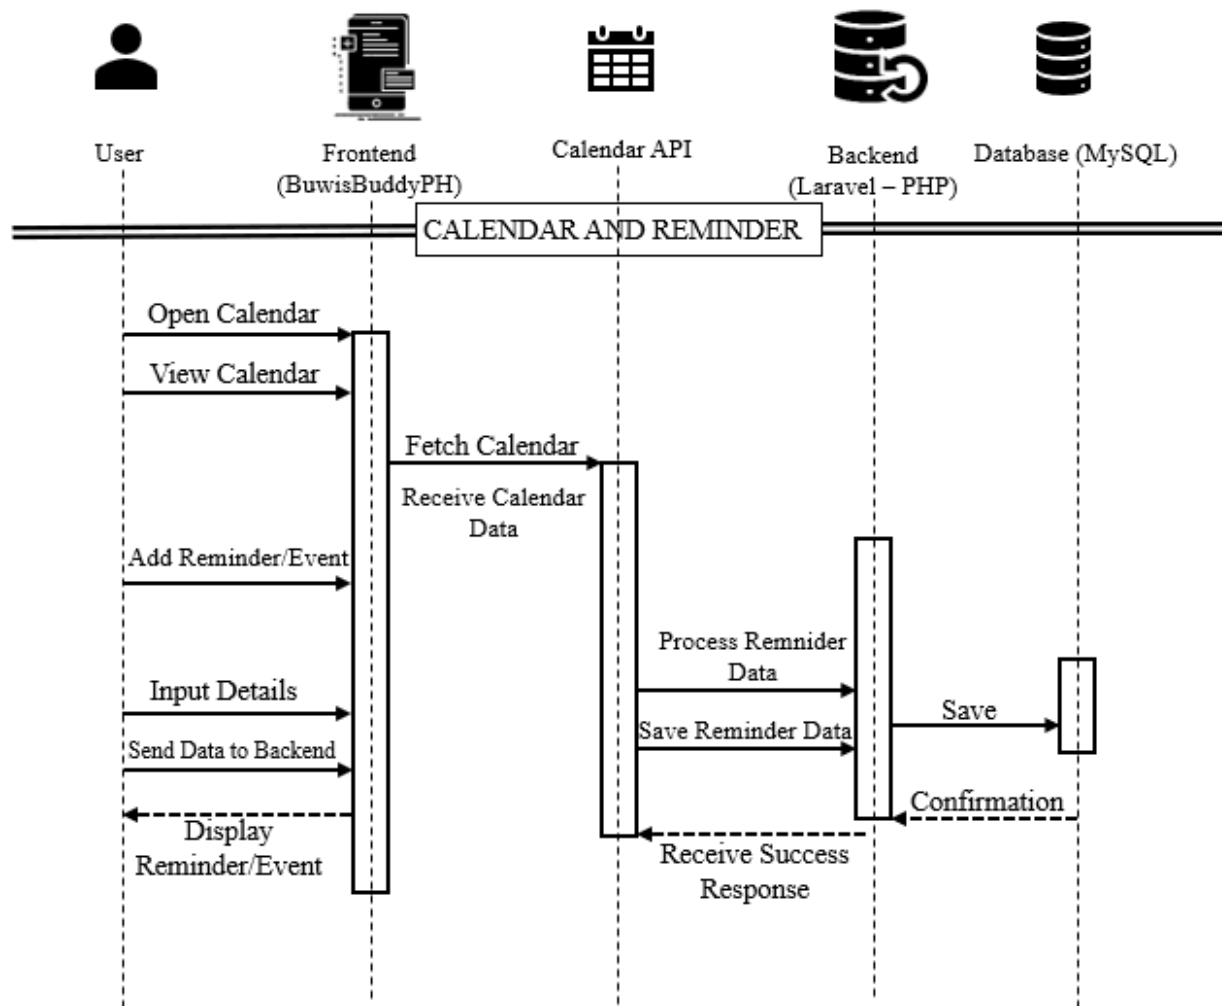 User
Frontend
(BuwisBuddyPH)
Calendar API
Backend
(Laravel – PHP)
Database (MySQL)
CALENDAR AND REMINDER
Open Calendar
View Calendar
Fetch Calendar
Receive Calendar
Data
Add Reminder/Event
Process Remnider
Data
Input Details
Save
Save Reminder Data
Send Data to Backend
Confirmation
Display
Reminder/Event
Receive Success
Response